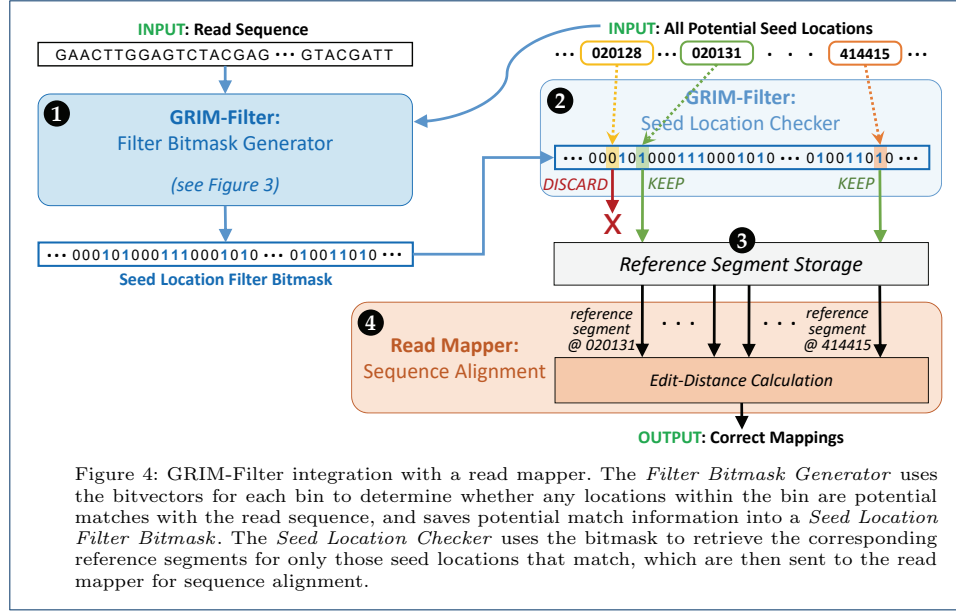 INPUT: Read Sequence
GAACTTGGAGTCTACGAG ··· GTACGATT
1
GRIM-Filter:
Filter Bitmask Generator
(see Figure 3)
··· 0001010001110001010 ··· 010011010 ···
Seed Location Filter Bitmask
INPUT: All Potential Seed Locations
··· 020128 ··· 020131 · · · 414415 ···
2
GRIM-Filter:
Seed Location Checker
··· 0001010001110001010 ··· 010011010 ···
DISCARD KEEP KEEP
X
3
Reference Segment Storage
4
Read Mapper:
Sequence Alignment
reference
segment
@ 020131
· · ·
· · ·
reference
segment
@ 414415
Edit-Distance Calculation
OUTPUT: Correct Mappings
Figure 4: GRIM-Filter integration with a read mapper. The Filter Bitmask Generator uses
the bitvectors for each bin to determine whether any locations within the bin are potential
matches with the read sequence, and saves potential match information into a Seed Location
Filter Bitmask. The Seed Location Checker uses the bitmask to retrieve the corresponding
reference segments for only those seed locations that match, which are then sent to the read
mapper for sequence alignment.